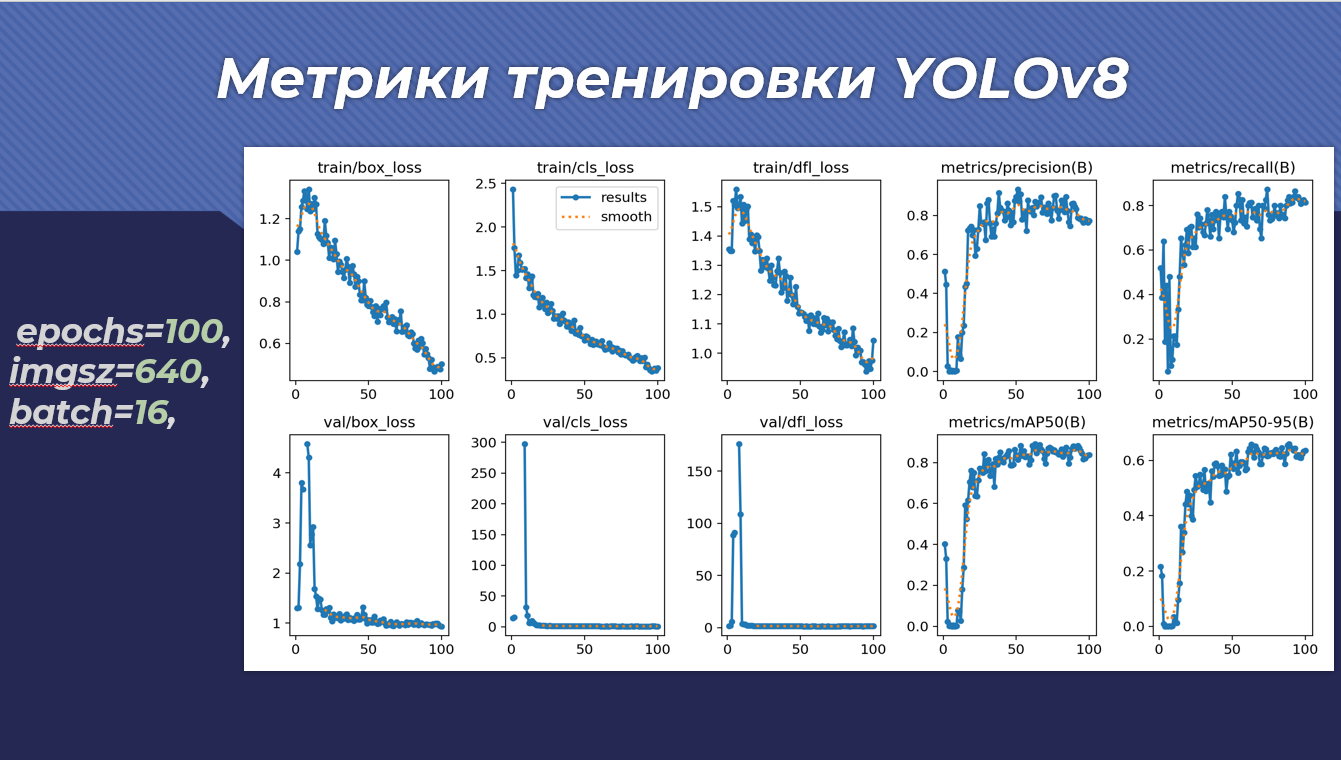 Метрики тренировки YOLOv8
epochs=100,
imgsz=640,
batch=16,
train/box_loss
1.2
1.0
0.8
0.6
0 50 100
train/cls_loss
results
smooth
2.5
2.0
1.5
1.0
0.5
0 50 100
train/dfl_loss
1.5
1.4
1.3
1.2
1.1
1.0
0 50 100
metrics/precision(B)
0.8
0.6
0.4
0.2
0.0
0 50 100
metrics/recall(B)
0.8
0.6
0.4
0.2
0 50 100
val/box_loss
4
3
2
1
0 50 100
val/cls_loss
300
250
200
150
100
50
0
0 50 100
val/dfl_loss
150
100
50
0
0 50 100
metrics/mAP50(B)
0.8
0.6
0.4
0.2
0.0
0 50 100
metrics/mAP50-95(B)
0.6
0.4
0.2
0.0
0 50 100